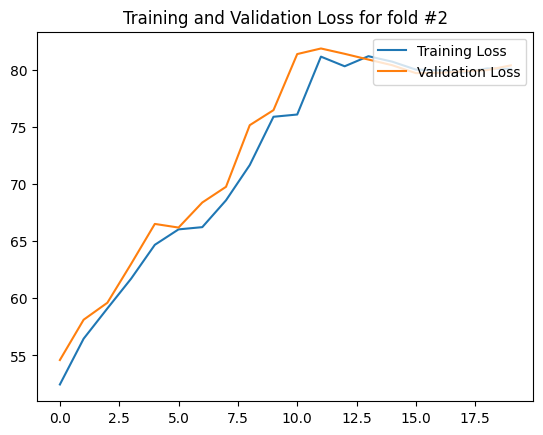 Training and Validation Loss for fold #2
Training Loss
Validation Loss
80
75
70
65
60
55
0.0 2.5 5.0 7.5 10.0 12.5 15.0 17.5